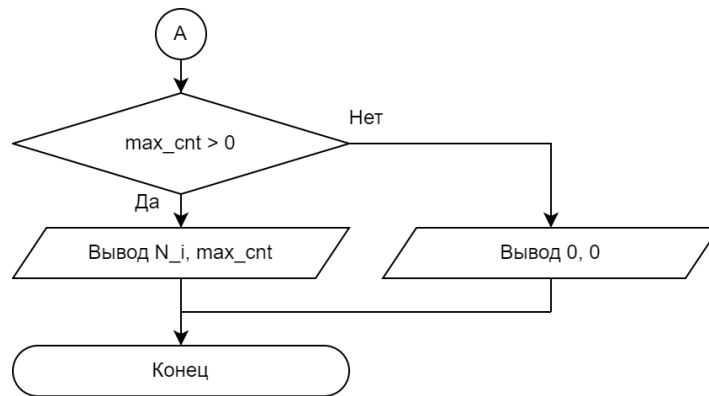 A
max_cnt > 0
Нет
Да
Вывод N_i, max_cnt
Вывод 0, 0
Конец